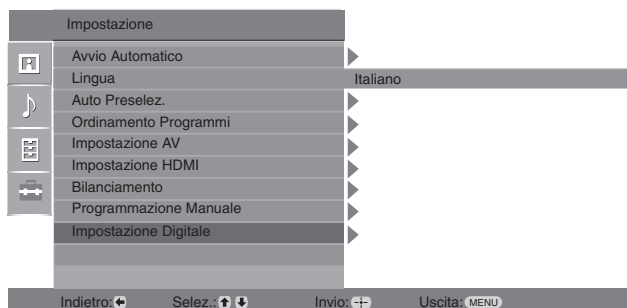 Impostazione
Avvio Automatico
Lingua Italiano
Auto Preselez.
Ordinamento Programmi
Impostazione AV
Impostazione HDMI
Bilanciamento
Programmazione Manuale
Impostazione Digitale
Indietro: Selez.: Invio: Uscita: MENU